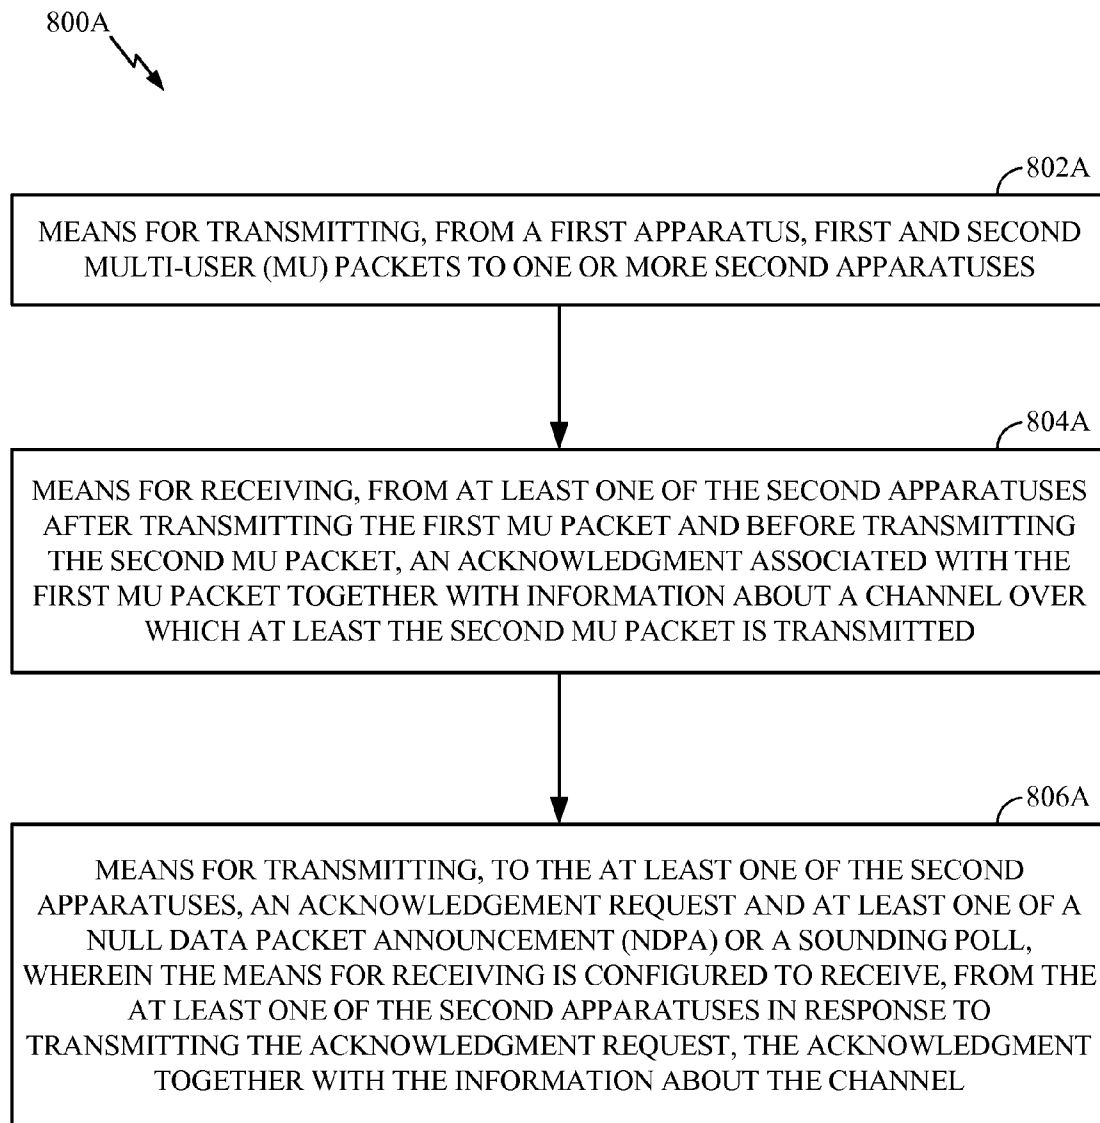 800A
802A
MEANS FOR TRANSMITTING, FROM A FIRST APPARATUS, FIRST AND SECOND
MULTI-USER (MU) PACKETS TO ONE OR MORE SECOND APPARATUSES
804A
MEANS FOR RECEIVING, FROM AT LEAST ONE OF THE SECOND APPARATUSES
AFTER TRANSMITTING THE FIRST MU PACKET AND BEFORE TRANSMITTING
THE SECOND MU PACKET, AN ACKNOWLEDGMENT ASSOCIATED WITH THE
FIRST MU PACKET TOGETHER WITH INFORMATION ABOUT A CHANNEL OVER
WHICH AT LEAST THE SECOND MU PACKET IS TRANSMITTED
806A
MEANS FOR TRANSMITTING, TO THE AT LEAST ONE OF THE SECOND
APPARATUSES, AN ACKNOWLEDGEMENT REQUEST AND AT LEAST ONE OF A
NULL DATA PACKET ANNOUNCEMENT (NDPA) OR A SOUNDING POLL,
WHEREIN THE MEANS FOR RECEIVING IS CONFIGURED TO RECEIVE, FROM THE
AT LEAST ONE OF THE SECOND APPARATUSES IN RESPONSE TO
TRANSMITTING THE ACKNOWLEDGMENT REQUEST, THE ACKNOWLEDGMENT
TOGETHER WITH THE INFORMATION ABOUT THE CHANNEL